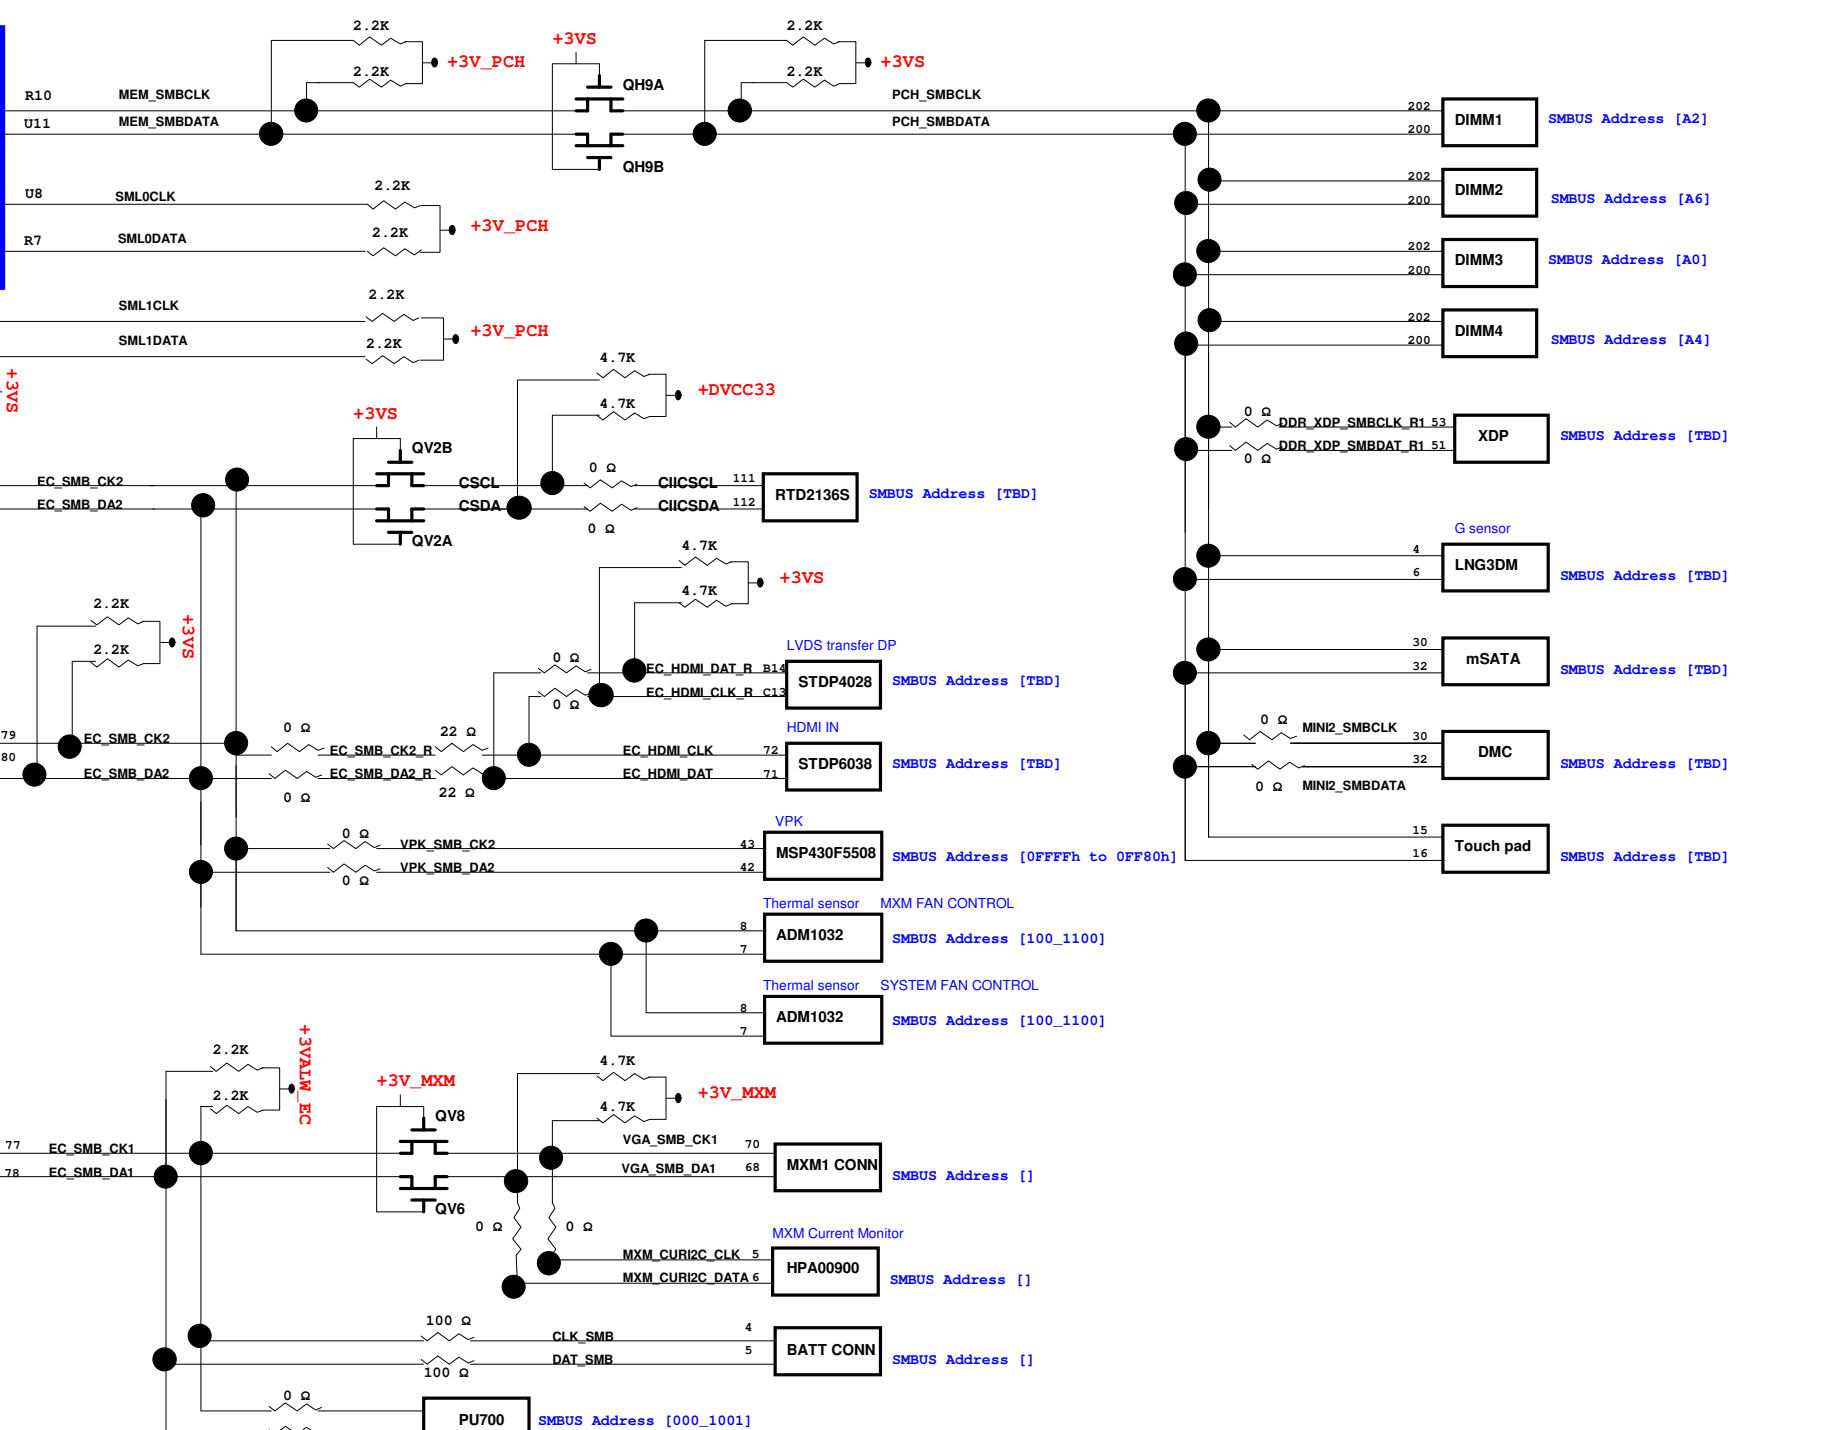 2.2K
2.2K
+3V_PCH
+3VS
QH9A
QH9B
2.2K
2.2K
+3VS
R10 MEM_SMBCLK
U11 MEM_SMBDATA
PCH_SMBCLK
PCH_SMBDATA
202
200
DIMM1
SMBUS Address [A2]
U8 SML0CLK
2.2K
R7 SML0DATA
2.2K
+3V_PCH
202
200
DIMM2
SMBUS Address [A6]
202
200
DIMM3
SMBUS Address [A0]
SML1CLK
2.2K
SML1DATA
2.2K
+3V_PCH
202
200
DIMM4
SMBUS Address [A4]
+3VS
+3VS
QV2B
QV2A
4.7K
4.7K
+DVCC33
EC_SMB_CK2
EC_SMB_DA2
CSCL
CSDA
0 Ω
0 Ω
CIICSCL 111
CIICSDA 112
RTD2136S
SMBUS Address [TBD]
0 Ω
DDR_XDP_SMBCLK_R1 53
DDR_XDP_SMBDAT_R1 51
0 Ω
XDP
SMBUS Address [TBD]
G sensor
4
6
LNG3DM
SMBUS Address [TBD]
4.7K
4.7K
+3VS
2.2K
2.2K
+3VS
LVDS transfer DP
0 Ω
0 Ω
EC_HDMI_DAT_R B14
EC_HDMI_CLK_R C13
STDP4028
SMBUS Address [TBD]
30
32
mSATA
SMBUS Address [TBD]
79 EC_SMB_CK2
80 EC_SMB_DA2
0 Ω
0 Ω
EC_SMB_CK2_R
EC_SMB_DA2_R
22 Ω
22 Ω
HDMI IN
EC_HDMI_CLK 72
EC_HDMI_DAT 71
STDP6038
SMBUS Address [TBD]
0 Ω
MINI2_SMBCLK 30
32
0 Ω
MINI2_SMBDATA
DMC
SMBUS Address [TBD]
VPK
0 Ω
0 Ω
VPK_SMB_CK2 43
VPK_SMB_DA2 42
MSP430F5508
SMBUS Address [0FFFFh to 0FF80h]
15
16
Touch pad
SMBUS Address [TBD]
Thermal sensor MXM FAN CONTROL
8
7
ADM1032
SMBUS Address [100_1100]
Thermal sensor SYSTEM FAN CONTROL
8
7
ADM1032
SMBUS Address [100_1100]
2.2K
2.2K
+3VALW_EC
+3V_MXM
QV8
QV6
4.7K
4.7K
+3V_MXM
77 EC_SMB_CK1
78 EC_SMB_DA1
VGA_SMB_CK1 70
VGA_SMB_DA1 68
MXM1 CONN
SMBUS Address []
0 Ω
0 Ω
MXM Current Monitor
MXM_CURI2C_CLK 5
MXM_CURI2C_DATA 6
HPA00900
SMBUS Address []
100 Ω
100 Ω
CLK_SMB 4
DAT_SMB 5
BATT CONN
SMBUS Address []
0 Ω
PU700
SMBUS Address [000_1001]